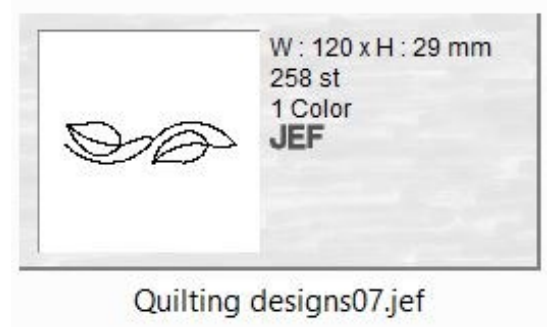 W : 120 x H : 29 mm
258 st
1 Color
JEF
Quilting designs07.jef